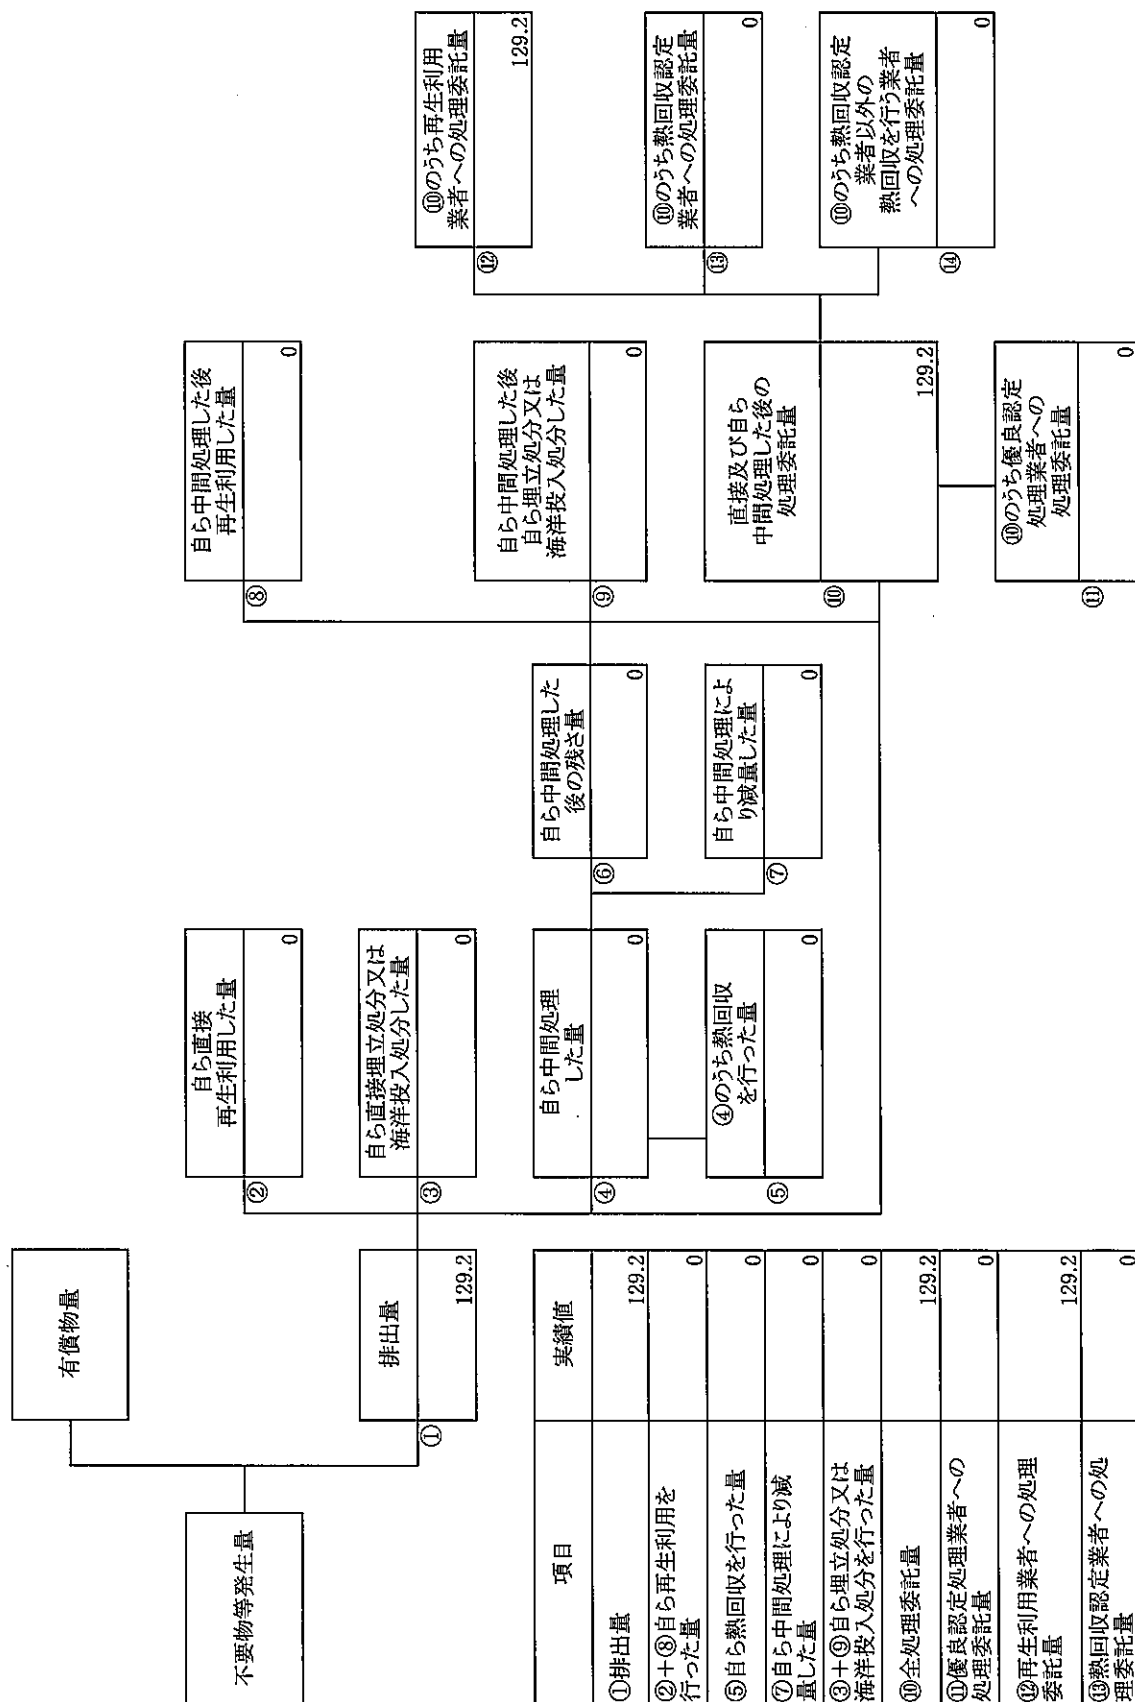 不要物等発生量
有償物量
排出量
①
129.2
自ら直接
再生利用した量
②
0
自ら直接埋立処分又は
海洋投入処分した量
③
0
自ら中間処理
した量
④
0
④のうち熱回収
を行った量
⑤
0
自ら中間処理した
後の残さ量
⑥
0
自ら中間処理によ
り減量した量
⑦
0
自ら中間処理した後
再生利用した量
⑧
0
自ら中間処理した後
自ら埋立処分又は
海洋投入処分した量
⑨
0
直接及び自ら
中間処理した後の
処理委託量
⑩
129.2
⑩のうち優良認定
処理業者への
処理委託量
⑪
0
⑩のうち再生利用
業者への処理委託量
⑫
129.2
⑩のうち熱回収認定
業者への処理委託量
⑬
0
⑩のうち熱回収認定
業者以外の
熱回収を行う業者
への処理委託量
⑭
0
項目
実績値
①排出量
129.2
②+⑧自ら再生利用を
行った量
0
⑤自ら熱回収を行った量
0
⑦自ら中間処理により減
量した量
0
③+⑨自ら埋立処分又は
海洋投入処分を行った量
0
⑩全処理委託量
129.2
⑪優良認定処理業者への
処理委託量
0
⑫再生利用業者への処理
委託量
129.2
⑬熱回収認定業者への処
理委託量
0